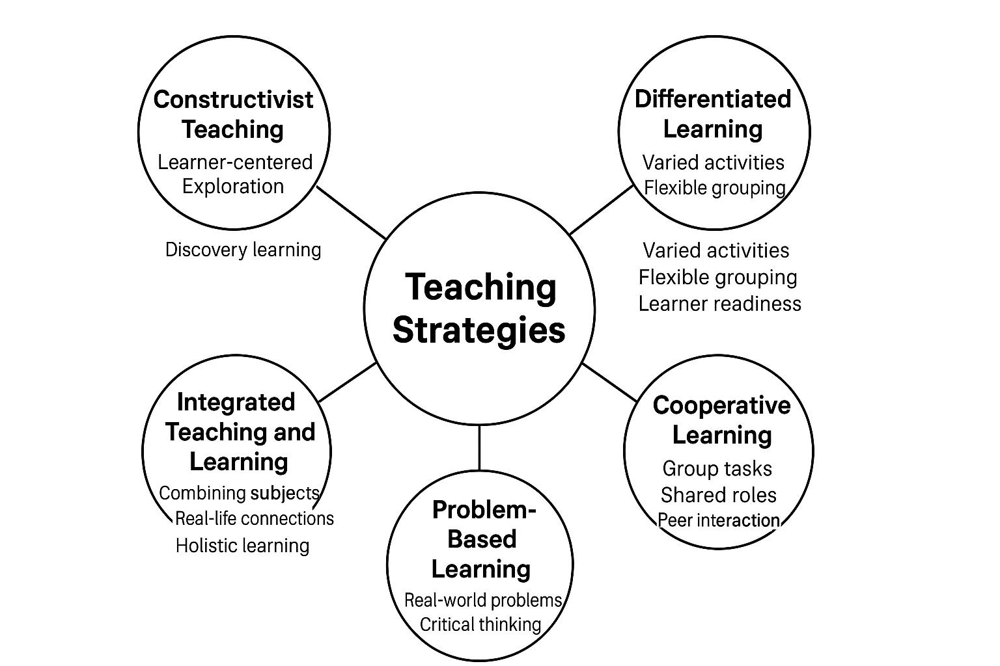 Constructivist
Teaching
Learner-centered
Exploration
Discovery learning
Differentiated
Learning
Varied activities
Flexible grouping
Varied activities
Flexible grouping
Learner readiness
Teaching
Strategies
Integrated
Teaching and
Learning
Combining subjects
Real-life connections
Holistic learning
Problem-
Based
Learning
Real-world problems
Critical thinking
Cooperative
Learning
Group tasks
Shared roles
Peer interaction